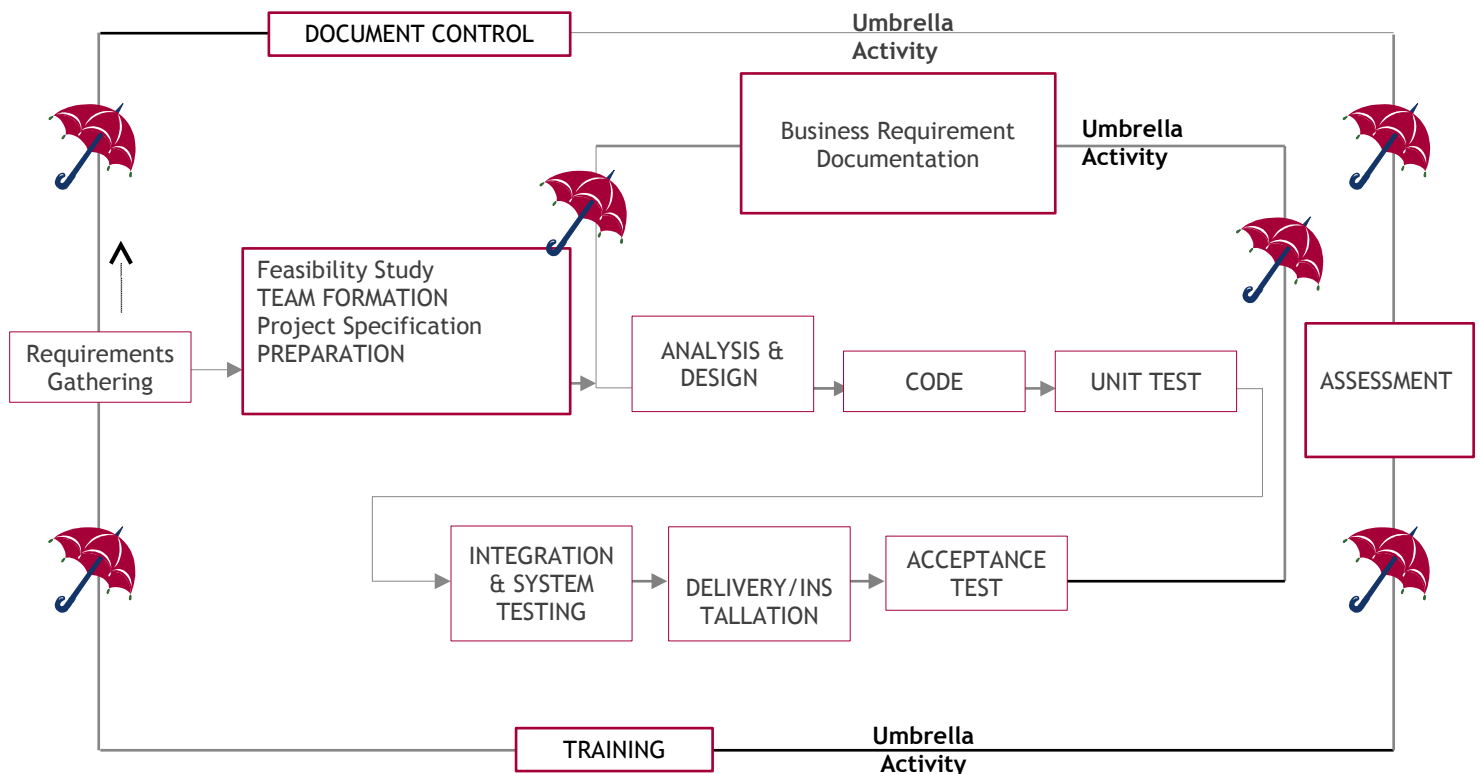 DOCUMENT CONTROL
Umbrella
Activity
Business Requirement
Documentation
Umbrella
Activity
Feasibility Study
TEAM FORMATION
Project Specification
PREPARATION
Requirements
Gathering
ANALYSIS &
DESIGN
CODE
UNIT TEST
ASSESSMENT
INTEGRATION
& SYSTEM
TESTING
DELIVERY/INS
TALLATION
ACCEPTANCE
TEST
TRAINING
Umbrella
Activity